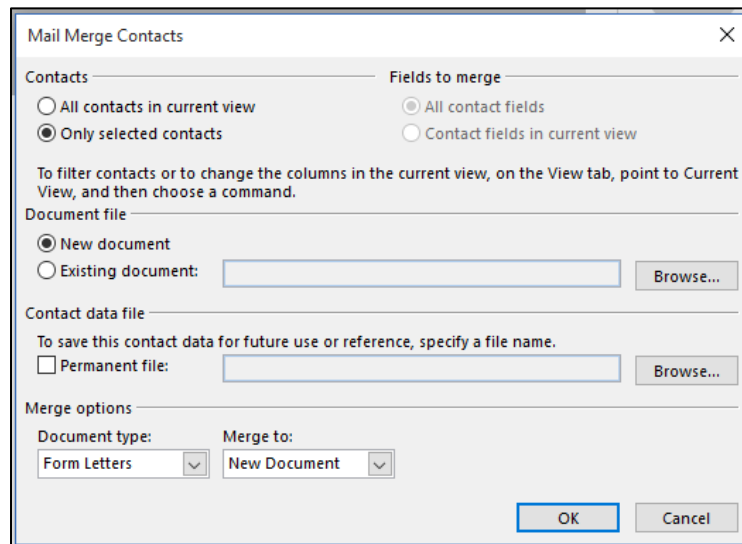 Mail Merge Contacts
Contacts
Fields to merge
All contacts in current view
All contact fields
Only selected contacts
Contact fields in current view
To filter contacts or to change the columns in the current view, on the View tab, point to Current
View, and then choose a command.
Document file
New document
Existing document:
Browse...
Contact data file
To save this contact data for future use or reference, specify a file name.
Permanent file:
Browse...
Merge options
Document type:
Merge to:
Form Letters
New Document
OK
Cancel